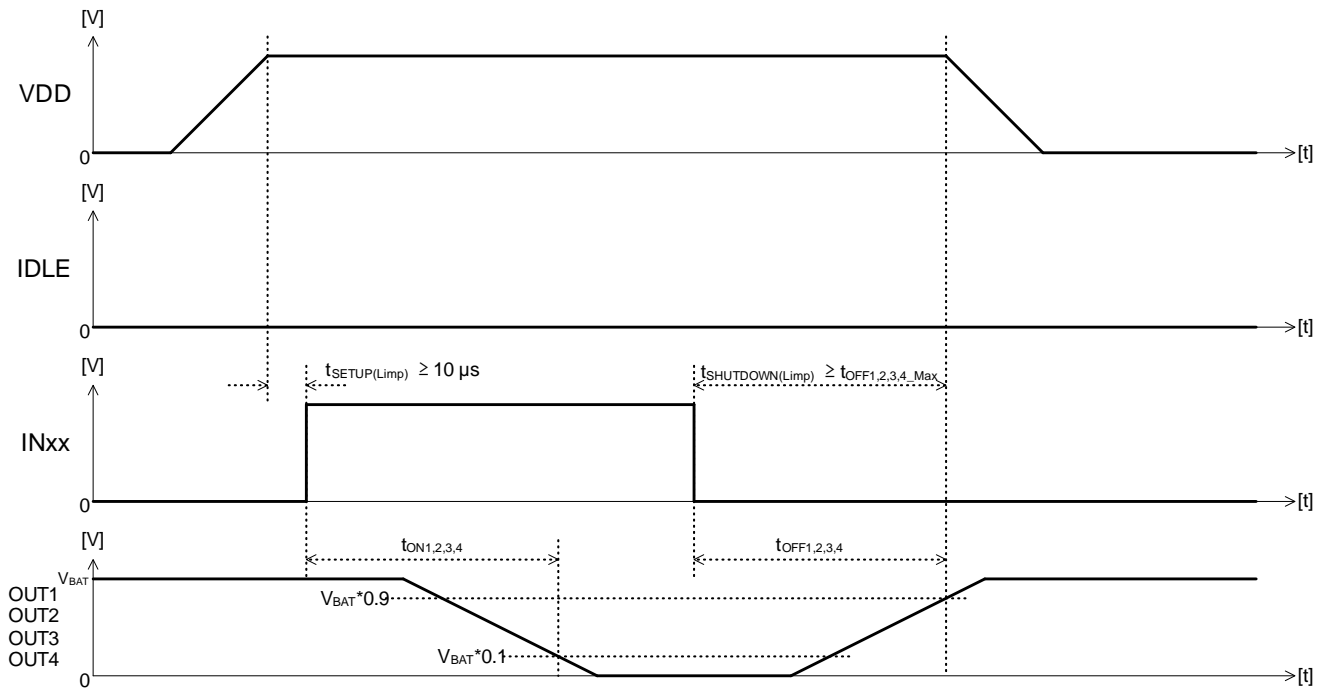 [V]
VDD
0
[t]
[V]
IDLE
0
[t]
[V]
tSETUP(Limp) ≥ 10 µs
tSHUTDOWN(Limp) ≥ tOFF1,2,3,4_Max
INxx
0
[t]
[V]
tON1,2,3,4
tOFF1,2,3,4
VBAT
OUT1
OUT2
OUT3
OUT4
VBAT*0.9
VBAT*0.1
0
[t]